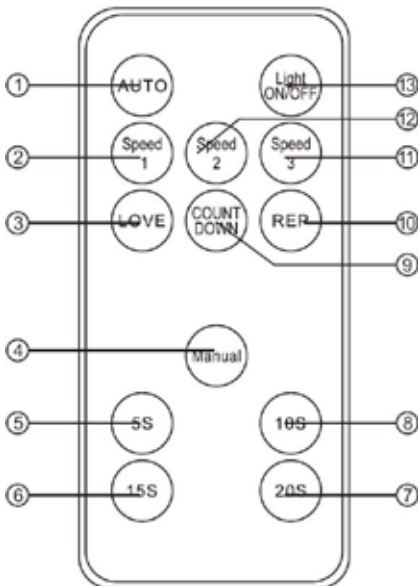 ① AUTO Light ON/OFF ⑬
⑫
② Speed 1 Speed 2 Speed 3 ⑪
③ LOVE COUNT DOWN REP ⑩
⑨
④ Manual
⑤ 5S 10S ⑧
⑥ 15S 20S ⑦